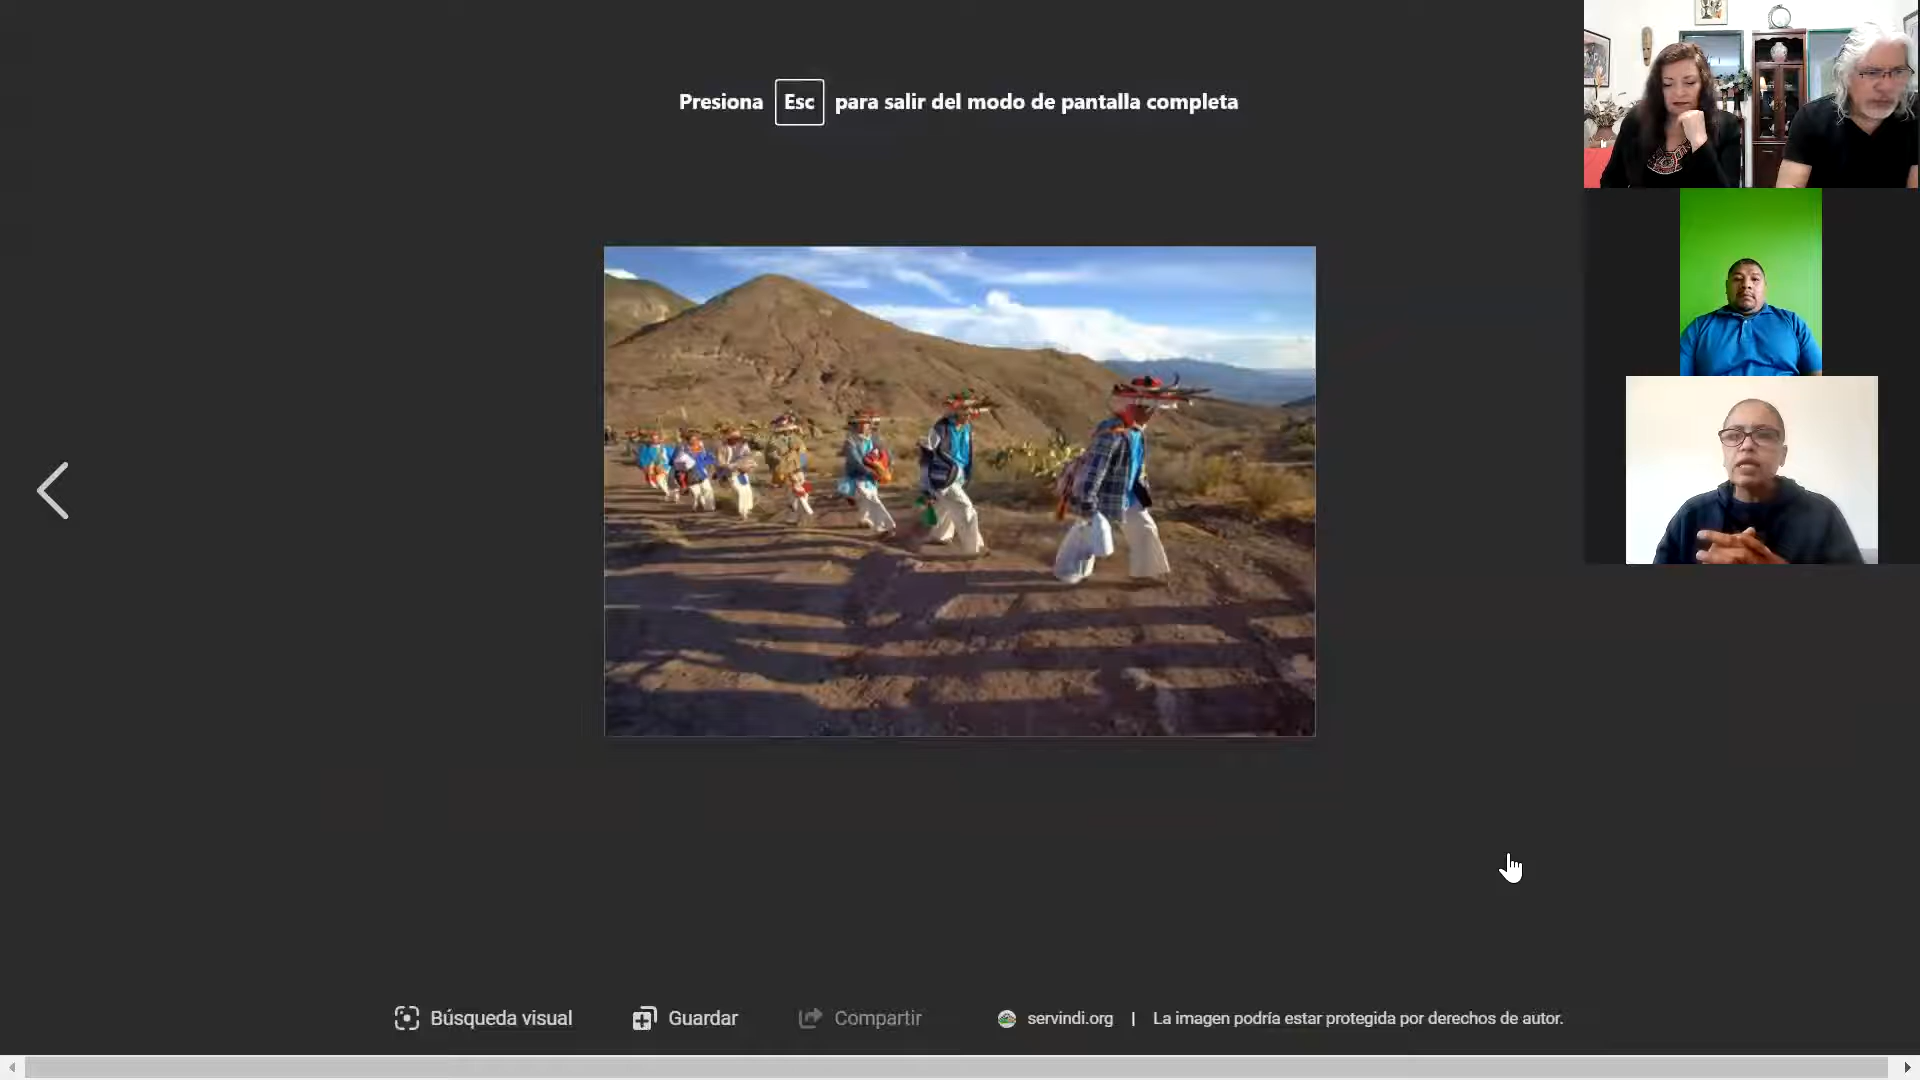 Presiona Esc para salir del modo de pantalla completa
Búsqueda visual Guardar Compartir servindi.org | La imagen podría estar protegida por derechos de autor.